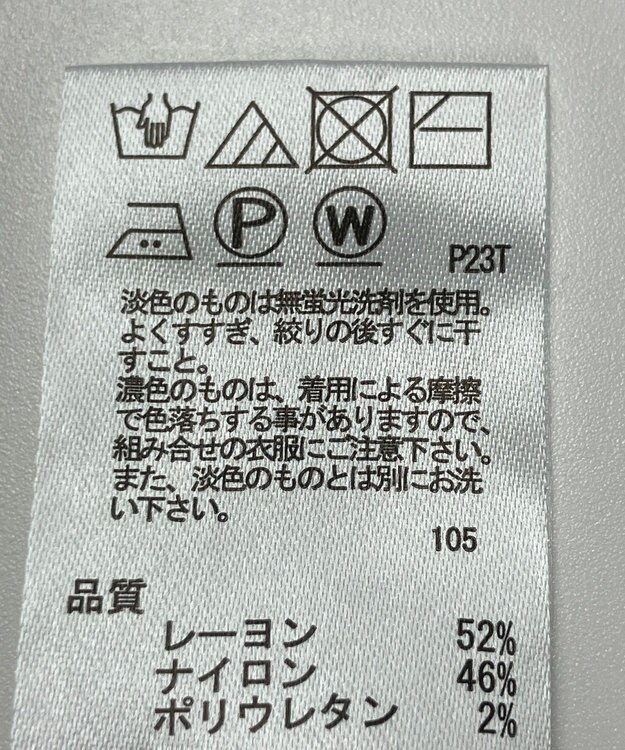 P W P23T
淡色のものは無蛍光洗剤を使用。
よくすすぎ、絞りの後すぐに干
すこと。
濃色のものは、着用による摩擦
で色落ちする事がありますので、
組み合せの衣服にご注意下さい。
また、淡色のものとは別にお洗
い下さい。
105
品質
レーヨン 52%
ナイロン 46%
ポリウレタン 2%